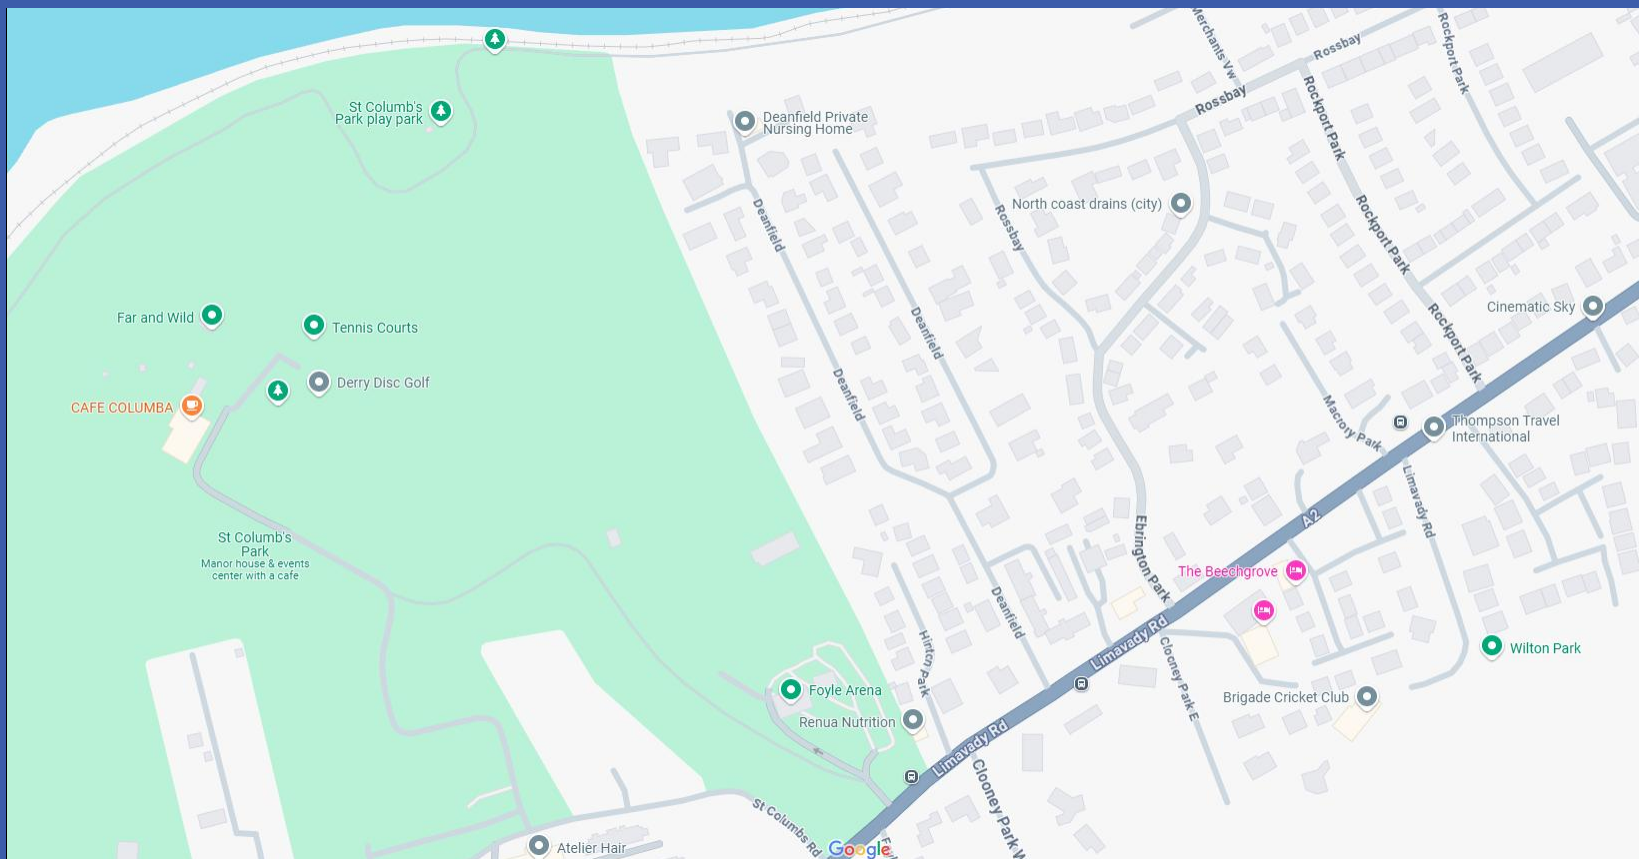 Merchants Vw
Rossbay
Rockport Park
St Columb's
Park play park
Deanfield Private
Nursing Home
Rossbay
Rockport Park
North coast drains (city)
Rossbay
Deanfield
Rockport Park
Far and Wild
Tennis Courts
Deanfield
Rockport Park
Cinematic Sky
Derry Disc Golf
CAFE COLUMBA
Deanfield
Macrory Park
Thompson Travel
International
Limavady Rd
A2
St Columb's
Park
Manor house & events
center with a cafe
Ebrington Park
The Beechgrove
Deanfield
Limavady Rd
Hinton Park
Clooney Park E
Wilton Park
Foyle Arena
Brigade Cricket Club
Renua Nutrition
Limavady Rd
Clooney Park W
St Columbs Rd
Atelier Hair
Google